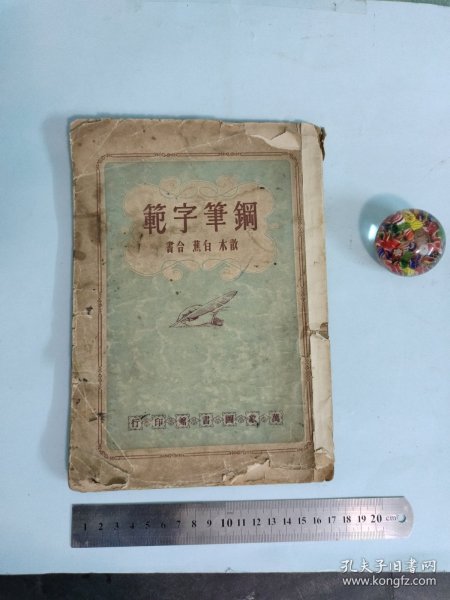 範字筆鋼
書合 蕉白 木散
行印館書圖象萬
1 2 3 4 5 6 7 8 9 10 11 12 13 14 15 16 17 18 19 20 cm
孔夫子旧书网
www.kongfz.com